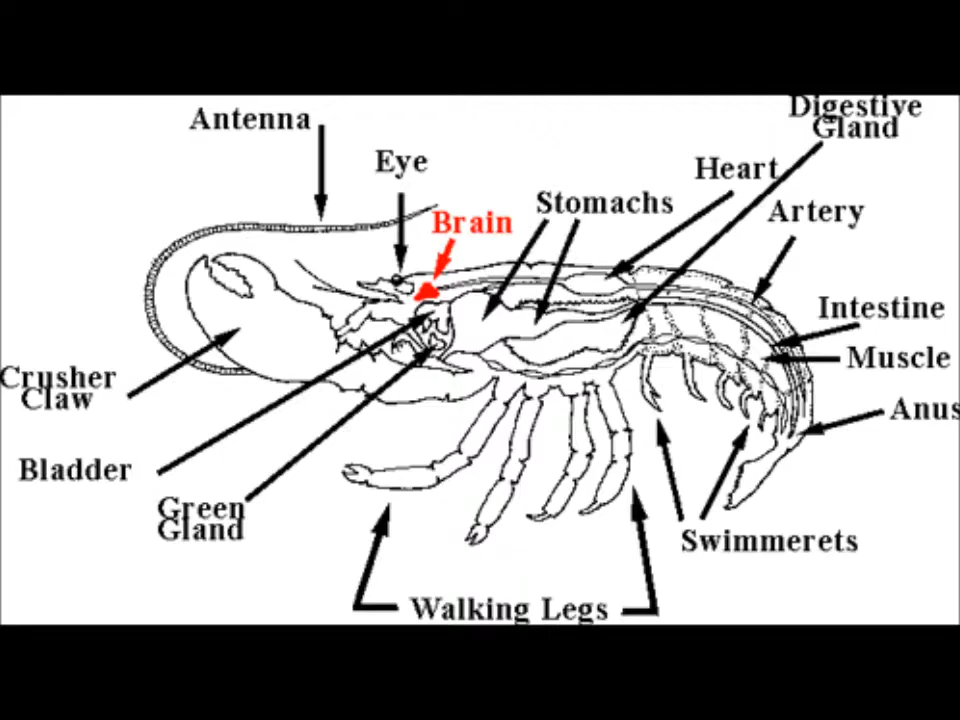 Antenna
Eye
Brain
Stomachs
Heart
Digestive
Gland
Artery
Intestine
Muscle
Anus
Crusher
Claw
Bladder
Green
Gland
Swimmerets
Walking Legs